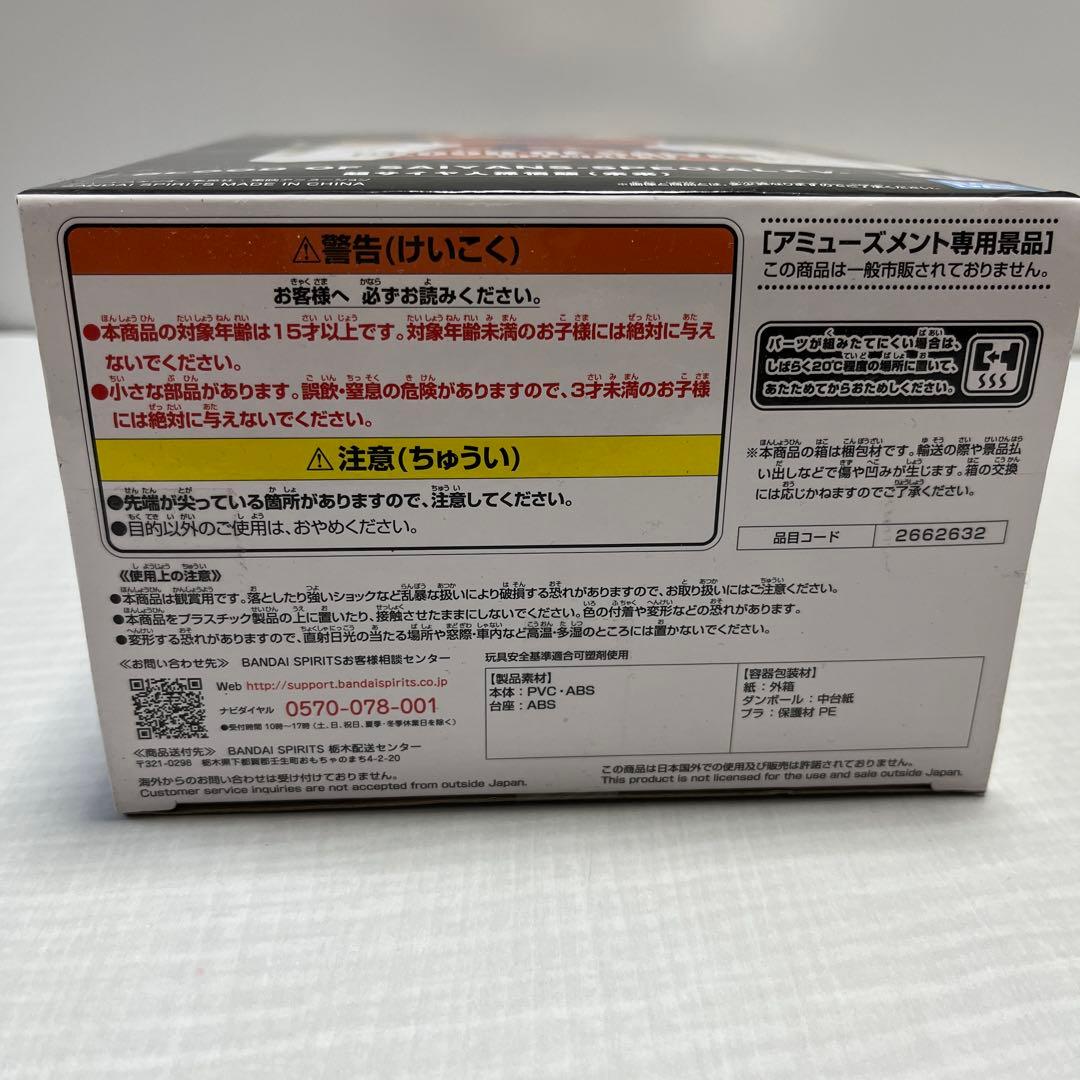 BLOOD OF SAIYANS-SPECIAL XV-
BANDAI SPIRITS MADE IN CHINA
※画像と商品とは、多少異なりますのでご了承ください。
⚠警告(けいこく)
お客様へ 必ずお読みください。
●本商品の対象年齢は15才以上です。対象年齢未満のお子様には絶対に与え
ないでください。
●小さな部品があります。誤飲・窒息の危険がありますので、3才未満のお子様
には絶対に与えないでください。
⚠注意(ちゅうい)
●先端が尖っている箇所がありますので、注意してください。
●目的以外のご使用は、おやめください。
[アミューズメント専用景品]
この商品は一般市販されておりません。
パーツが組みたてにくい場合は、
しばらく20℃程度の場所に置いて、
あたためてからおためしください。
※本商品の箱は梱包材です。輸送の際や景品払
い出しなどで傷や凹みが生じます。箱の交換
には応じかねますのでご了承ください。
品目コード 2662632
《使用上の注意》
●本商品は観賞用です。落としたり強いショックなど乱暴な扱いにより破損する恐れがありますので、お取り扱いにはご注意ください。
●本商品をプラスチック製品の上に置いたり、接触させたままにしないでください。色の付着や変形などの恐れがあります。
●変形する恐れがありますので、直射日光の当たる場所や窓際・車内など高温・多湿のところには置かないでください。
≪お問い合わせ先≫ BANDAI SPIRITSお客様相談センター
Web http://support.bandaispirits.co.jp
ナビダイヤル 0570-078-001
●受付時間 10時〜17時(土、日、祝日、夏季・冬季休業日を除く)
≪商品送付先≫ BANDAI SPIRITS 栃木配送センター
〒321-0298 栃木県下都賀郡壬生町おもちゃのまち4-2-20
海外からのお問い合わせは受け付けておりません。
Customer service inquiries are not accepted from outside Japan.
玩具安全基準適合可塑剤使用
【製品素材】
本体:PVC・ABS
台座:ABS
【容器包装材】
紙:外箱
ダンボール:中台紙
プラ:保護材 PE
この商品は日本国外での使用及び販売は許諾されておりません。
This product is not licensed for the use and sale outside Japan.